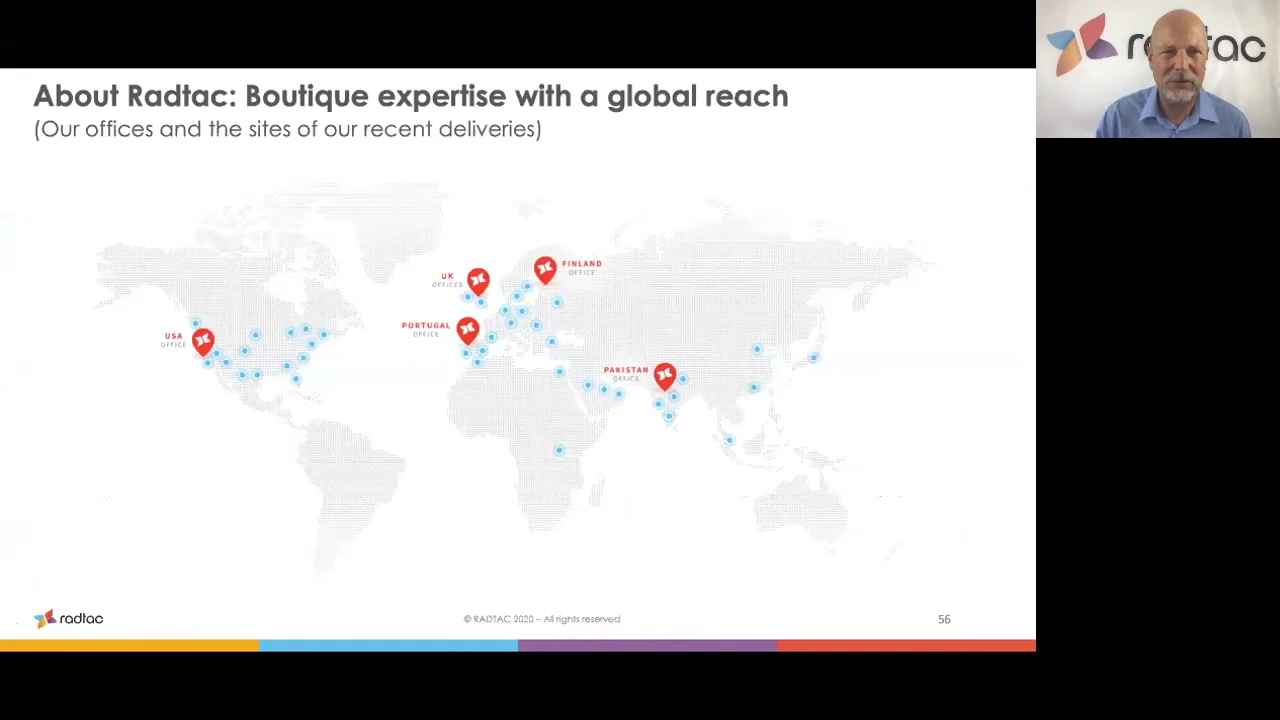 About Radtac: Boutique expertise with a global reach
(Our offices and the sites of our recent deliveries)
radtac
FINLAND
OFFICE
UK
OFFICES
PORTUGAL
OFFICE
USA
OFFICE
PAKISTAN
OFFICE
radtac
© RADTAC 2020 – All rights reserved
56